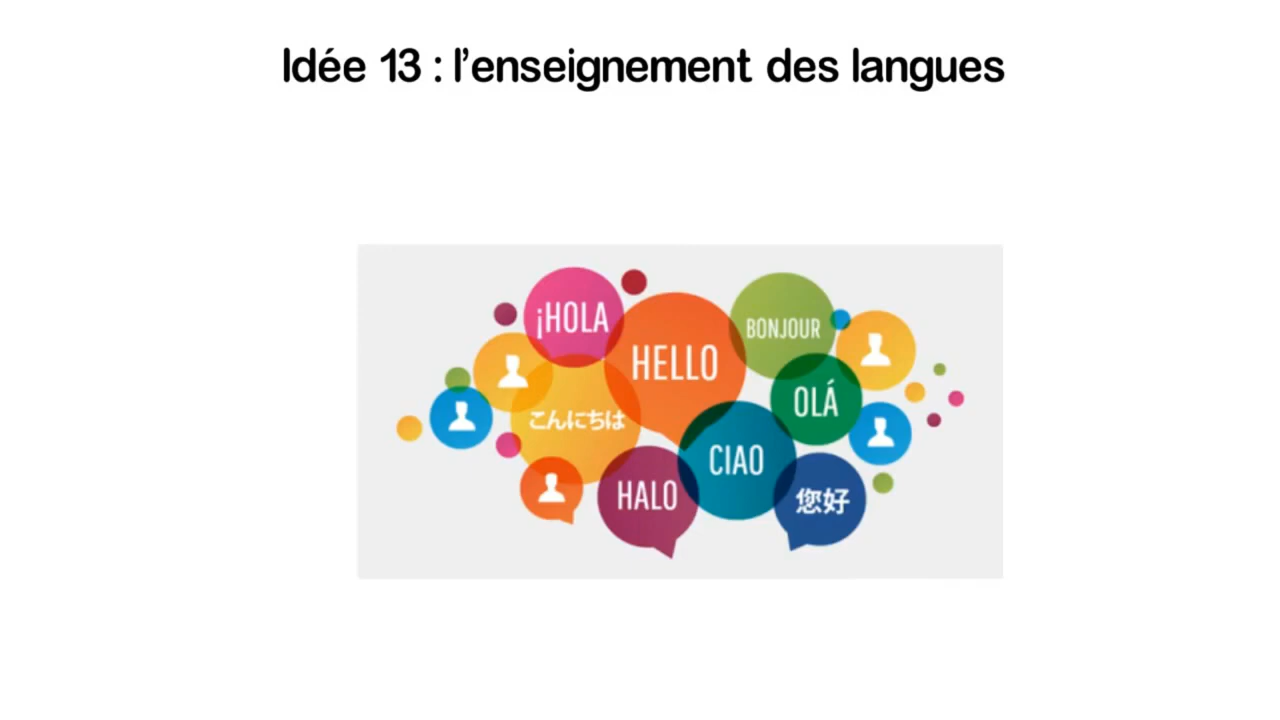 Idée 13 : l’enseignement des langues
¡HOLA
HELLO
BONJOUR
こんにちは
OLÁ
CIAO
HALO
您好